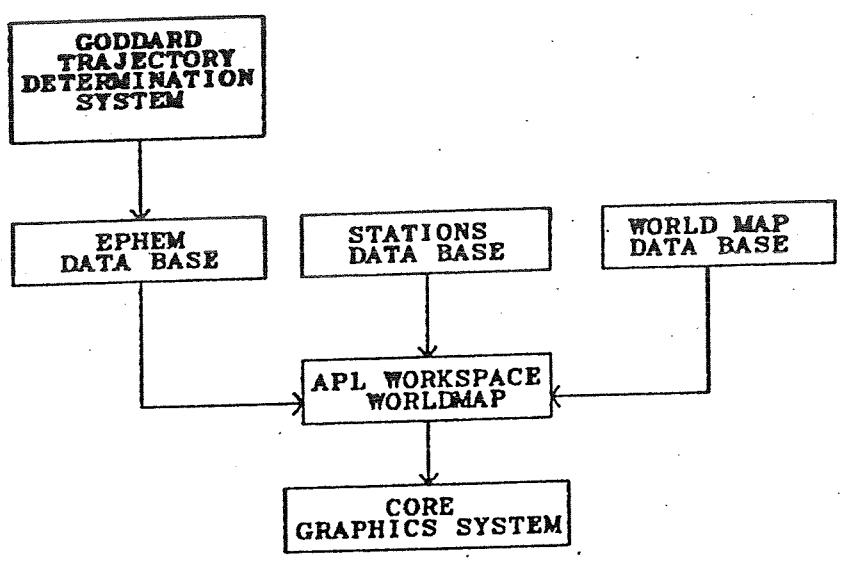 GODDARD
TRAJECTORY
DETERMINATION
SYSTEM
EPHEM
DATA BASE
STATIONS
DATA BASE
WORLD MAP
DATA BASE
APL WORKSPACE
WORLDMAP
CORE
GRAPHICS SYSTEM